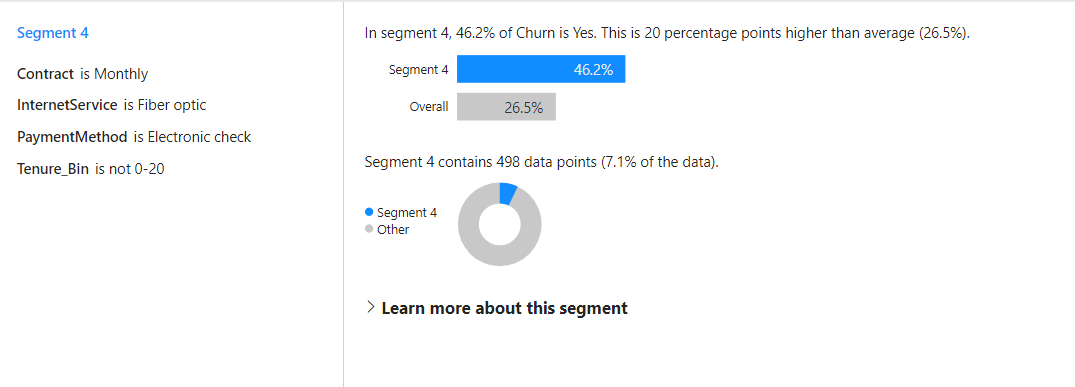 Segment 4
Contract is Monthly
InternetService is Fiber optic
PaymentMethod is Electronic check
Tenure_Bin is not 0-20
In segment 4, 46.2% of Churn is Yes. This is 20 percentage points higher than average (26.5%).
Segment 4 46.2%
Overall 26.5%
Segment 4 contains 498 data points (7.1% of the data).
Segment 4
Other
Learn more about this segment